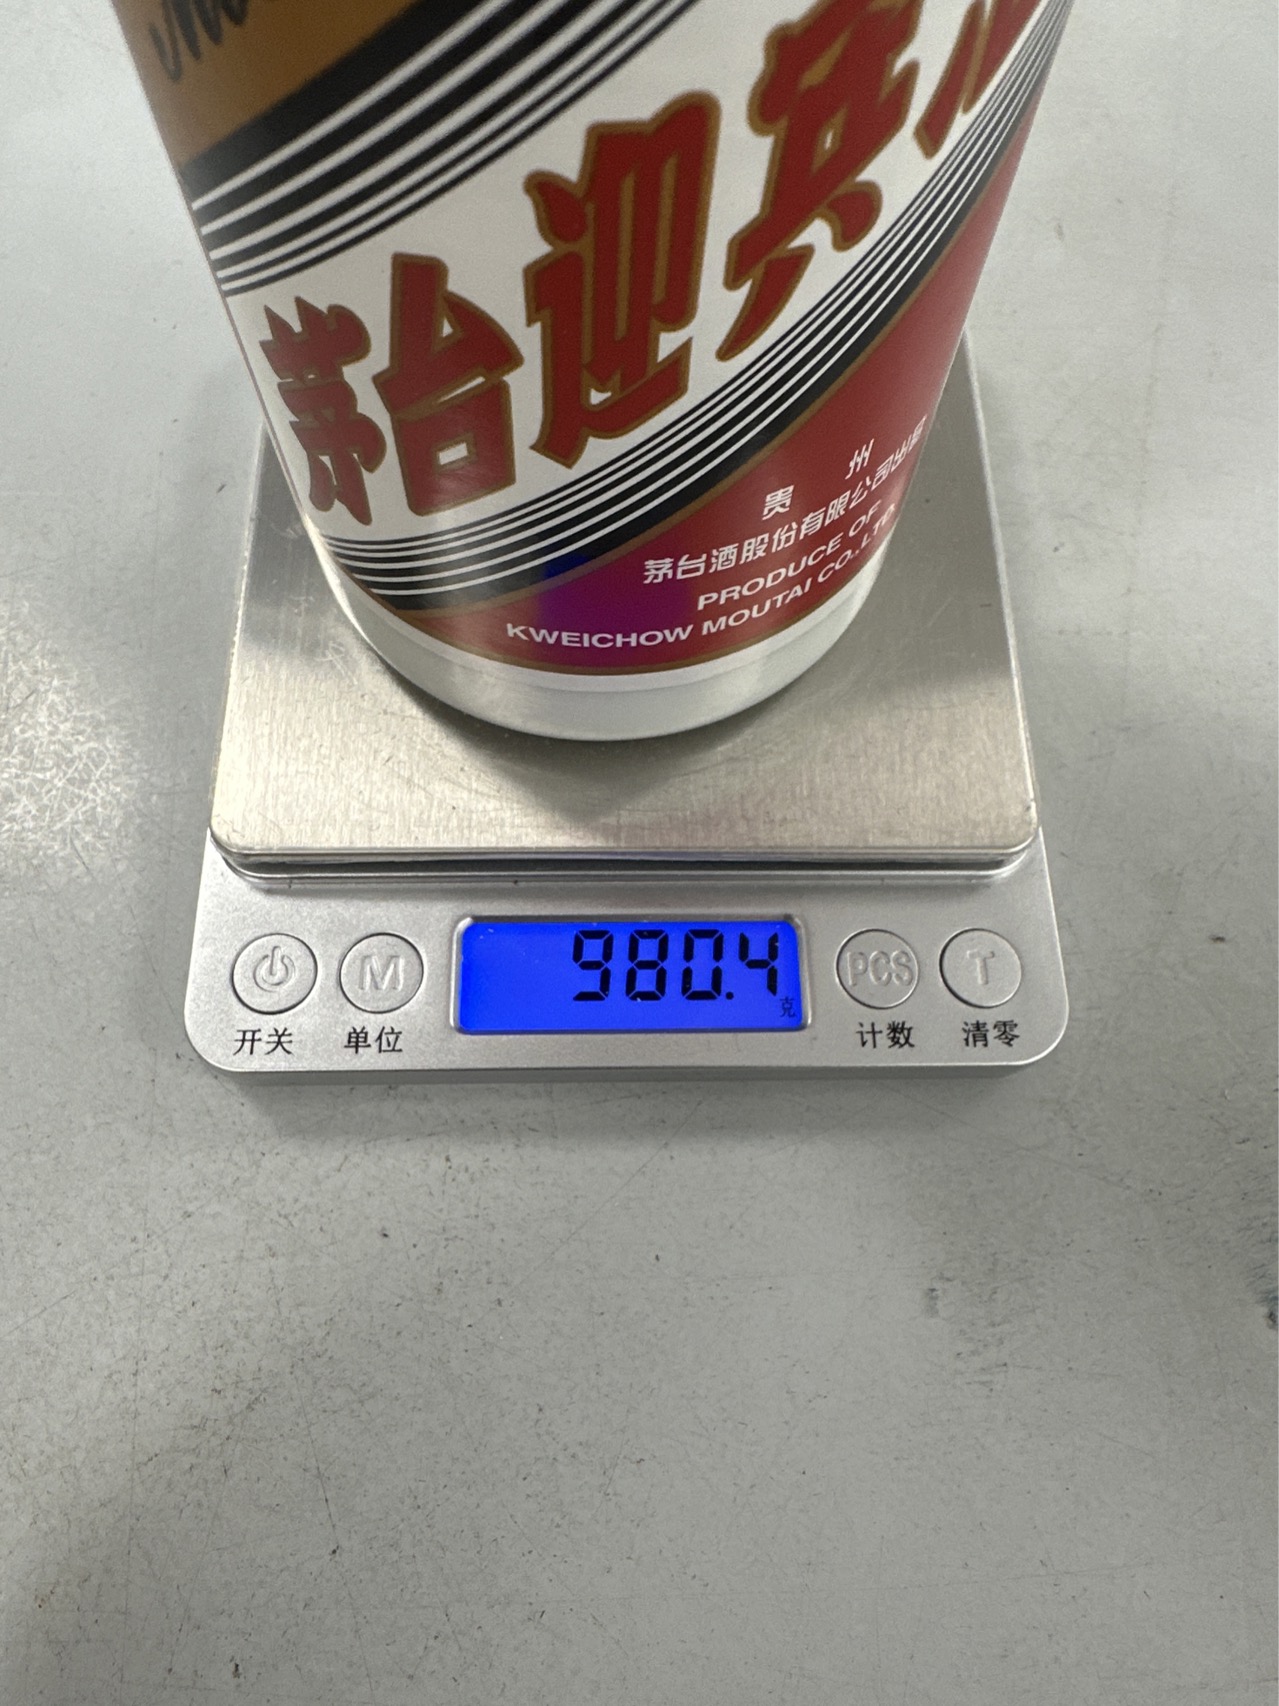 茅台迎宾酒
贵州
茅台酒股份有限公司出品
PRODUCE OF
KWEICHOW MOUTAI CO.,LTD
980.4
克
M
PCS
T
开关
单位
计数
清零